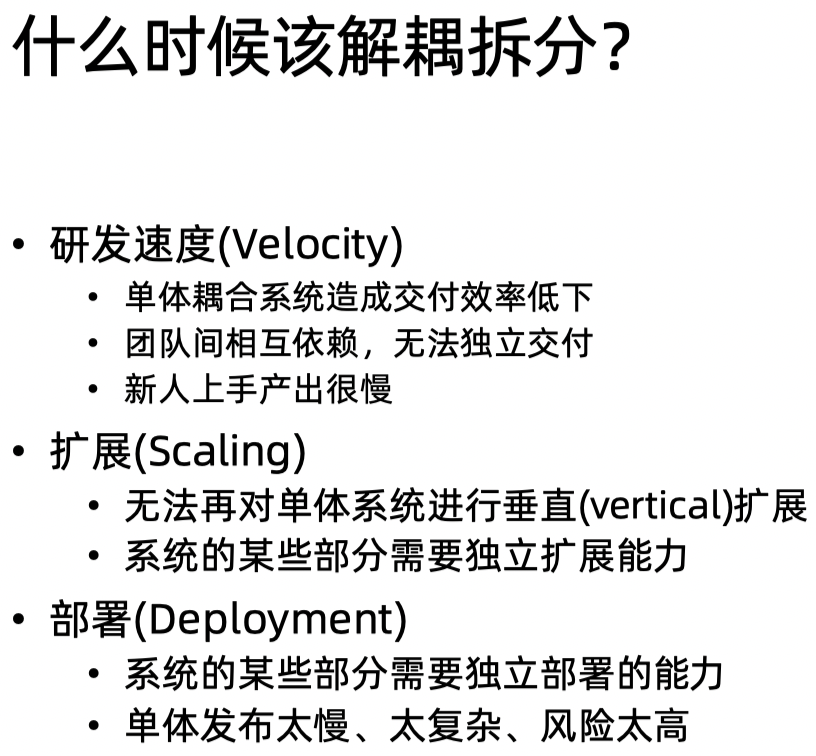 什么时候该解耦拆分？
• 研发速度(Velocity)
• 单体耦合系统造成交付效率低下
• 团队间相互依赖，无法独立交付
• 新人上手产出很慢
• 扩展(Scaling)
• 无法再对单体系统进行垂直(vertical)扩展
• 系统的某些部分需要独立扩展能力
• 部署(Deployment)
• 系统的某些部分需要独立部署的能力
• 单体发布太慢、太复杂、风险太高